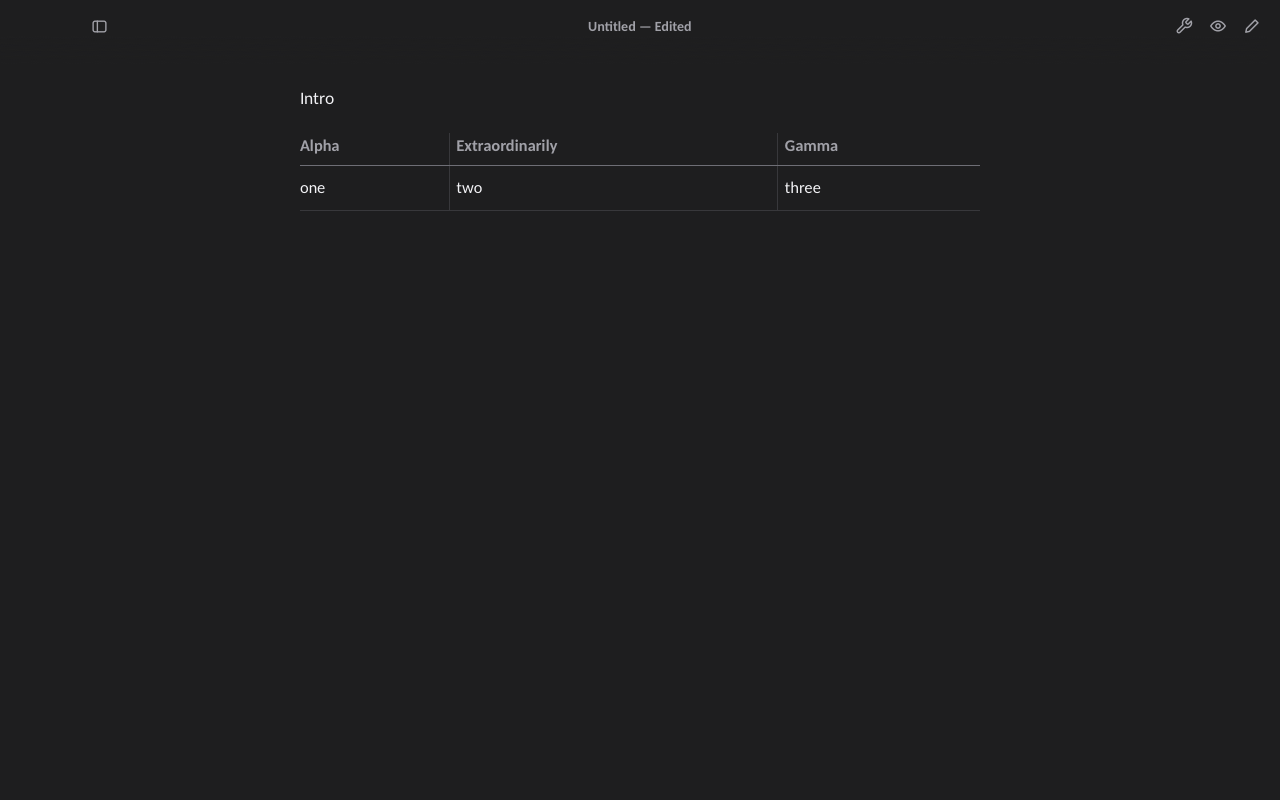 Untitled — Edited
Intro
Alpha Extraordinarily Gamma
one two three